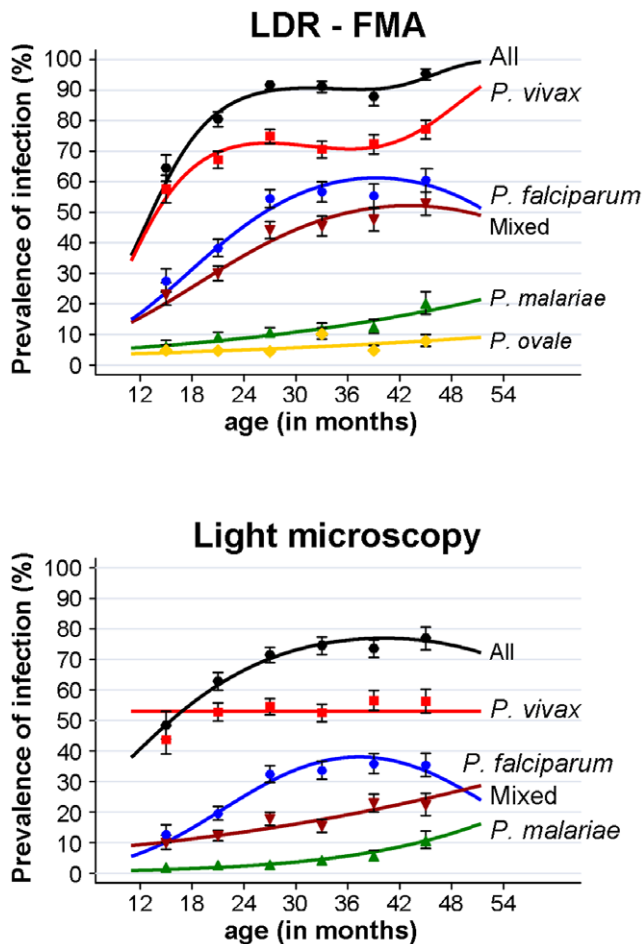 LDR - FMA
Prevalence of infection (%)
100
90
80
70
60
50
40
30
20
10
0
All
P. vivax
P. falciparum
Mixed
P. malariae
P. ovale
12 18 24 30 36 42 48 54
age (in months)
Light microscopy
Prevalence of infection (%)
100
90
80
70
60
50
40
30
20
10
0
All
P. vivax
P. falciparum
Mixed
P. malariae
12 18 24 30 36 42 48 54
age (in months)